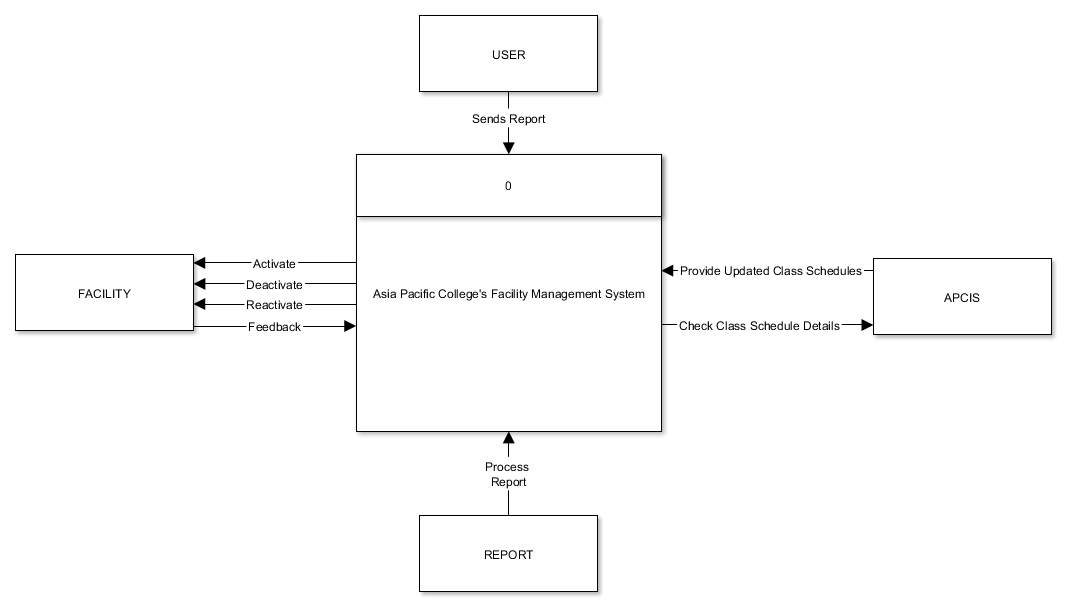 USER
Sends Report
0
Activate
Deactivate
Reactivate
Feedback
FACILITY
Asia Pacific College's Facility Management System
Provide Updated Class Schedules
Check Class Schedule Details
APCIS
Process
Report
REPORT